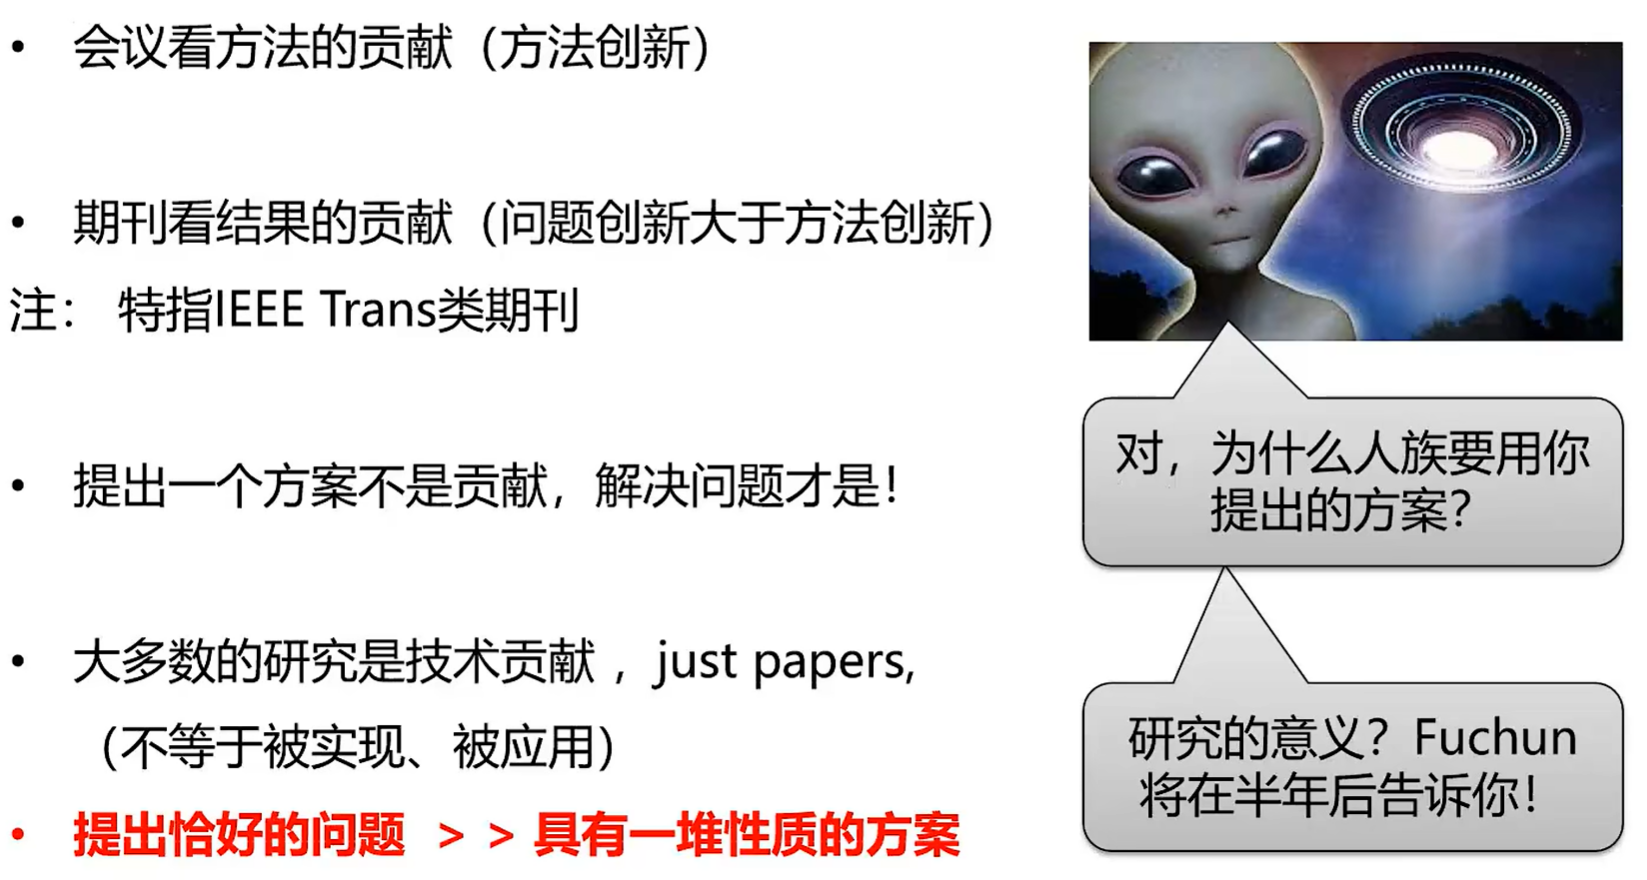 • 会议看方法的贡献（方法创新）
• 期刊看结果的贡献（问题创新大于方法创新）
注： 特指IEEE Trans类期刊
• 提出一个方案不是贡献，解决问题才是！
• 大多数的研究是技术贡献 ，just papers,
（不等于被实现、被应用）
• 提出恰好的问题 > > 具有一堆性质的方案
对，为什么人族要用你
提出的方案？
研究的意义？Fuchun
将在半年后告诉你！